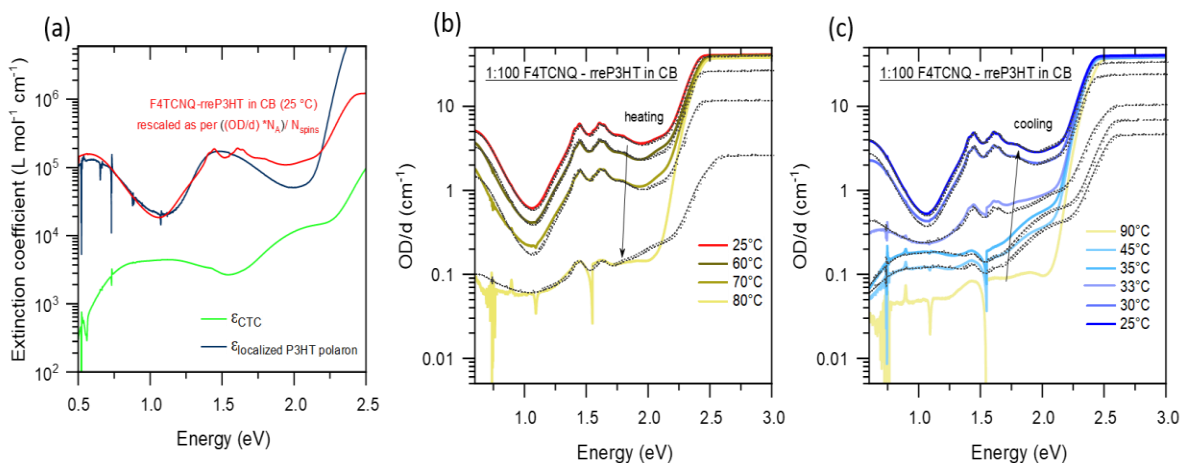 (a)
Extinction coefficient (L mol⁻¹ cm⁻¹)
10⁶
10⁵
10⁴
10³
10²
F4TCNQ-rreP3HT in CB (25 °C)
rescaled as per ((OD/d) *N_A)/ N_spins
ε_CTC
ε_localized P3HT polaron
0.5 1.0 1.5 2.0 2.5
Energy (eV)
(b)
OD/d (cm⁻¹)
10
1
0.1
0.01
1:100 F4TCNQ - rreP3HT in CB
heating
25°C
60°C
70°C
80°C
1.0 1.5 2.0 2.5 3.0
Energy (eV)
(c)
OD/d (cm⁻¹)
10
1
0.1
0.01
1:100 F4TCNQ - rreP3HT in CB
cooling
90°C
45°C
35°C
33°C
30°C
25°C
1.0 1.5 2.0 2.5 3.0
Energy (eV)